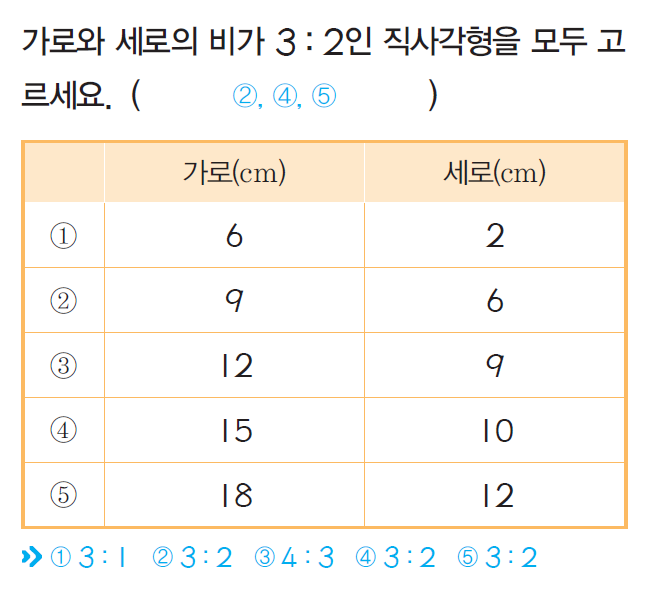 가로와 세로의 비가 3 : 2인 직사각형을 모두 고
르세요. ( ②, ④, ⑤ )
가로(cm) 세로(cm)
① 6 2
② 9 6
③ 12 9
④ 15 10
⑤ 18 12
» ① 3 : 1 ② 3 : 2 ③ 4 : 3 ④ 3 : 2 ⑤ 3 : 2